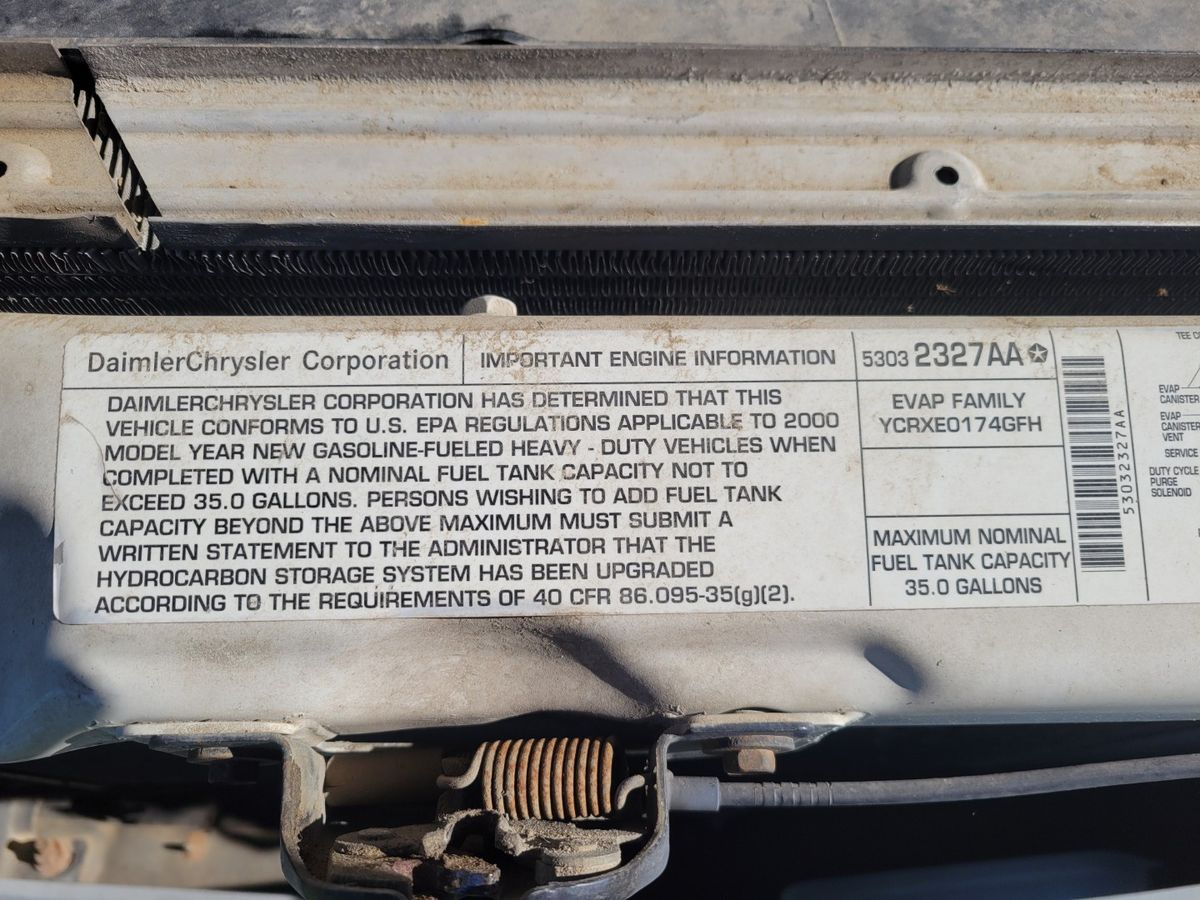 DaimlerChrysler Corporation
IMPORTANT ENGINE INFORMATION
5303 2327AA
DAIMLERCHRYSLER CORPORATION HAS DETERMINED THAT THIS
VEHICLE CONFORMS TO U.S. EPA REGULATIONS APPLICABLE TO 2000
MODEL YEAR NEW GASOLINE-FUELED HEAVY - DUTY VEHICLES WHEN
COMPLETED WITH A NOMINAL FUEL TANK CAPACITY NOT TO
EXCEED 35.0 GALLONS. PERSONS WISHING TO ADD FUEL TANK
CAPACITY BEYOND THE ABOVE MAXIMUM MUST SUBMIT A
WRITTEN STATEMENT TO THE ADMINISTRATOR THAT THE
HYDROCARBON STORAGE SYSTEM HAS BEEN UPGRADED
ACCORDING TO THE REQUIREMENTS OF 40 CFR 86.095-35(g)(2).
EVAP FAMILY
YCRXE0174GFH
MAXIMUM NOMINAL
FUEL TANK CAPACITY
35.0 GALLONS
53032327AA
TEE
EVAP
CANISTER
EVAP
CANISTER
VENT
SERVICE
DUTY CYCLE
PURGE
SOLENOID